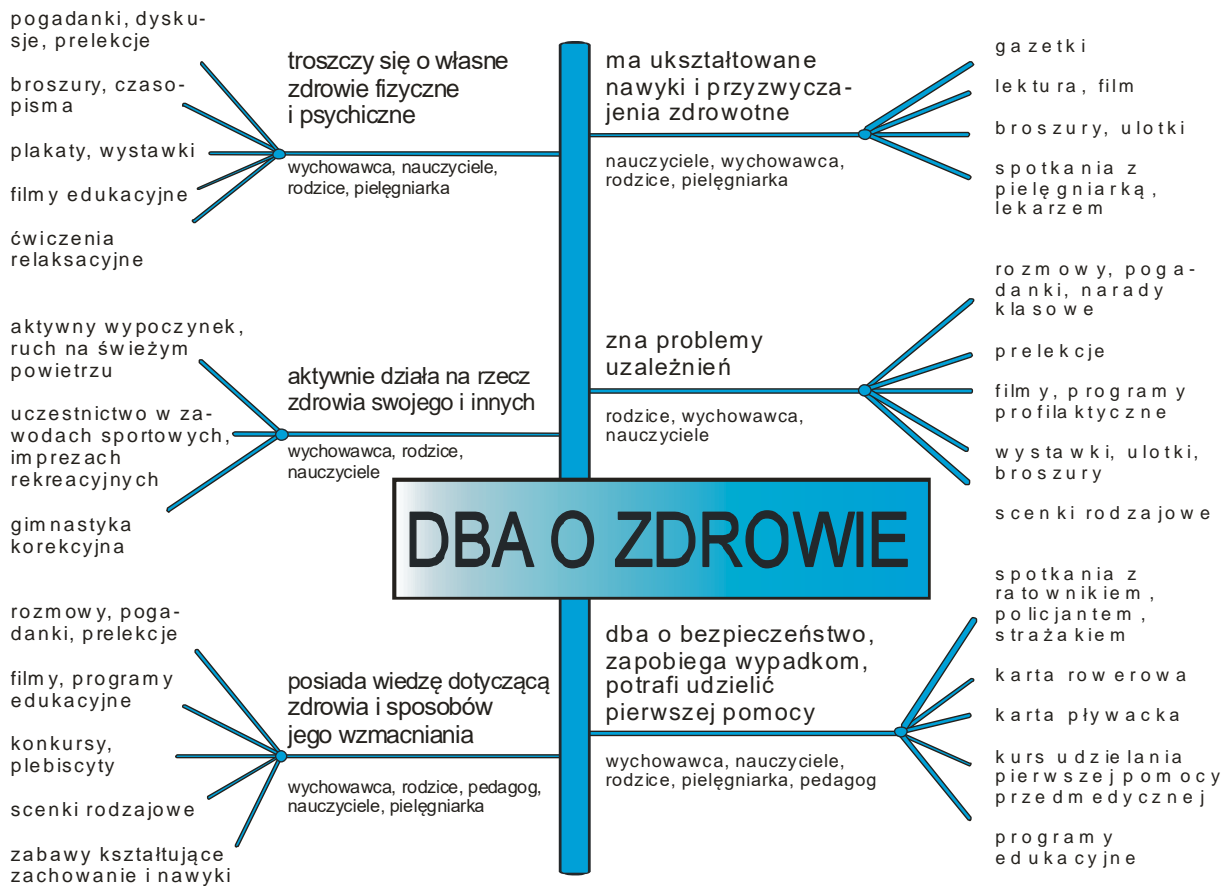 pogadanki, dysku-
sje, prelekcje
broszury, czaso-
pisma
plakaty, wystawki
filmy edukacyjne
ćwiczenia
relaksacyjne
troszczy się o własne
zdrowie fizyczne
i psychiczne
wychowawca, nauczyciele,
rodzice, pielęgniarka
aktywny wypoczynek,
ruch na świeżym
powietrzu
uczestnictwo w za-
wodach sportowych,
imprezach
rekreacyjnych
gimnastyka
korekcyjna
aktywnie działa na rzecz
zdrowia swojego i innych
wychowawca, rodzice,
nauczyciele
rozmowy, poga-
danki, prelekcje
filmy, programy
edukacyjne
konkursy,
plebiscyty
scenki rodzajowe
zabawy kształtujące
zachowanie i nawyki
posiada wiedzę dotyczącą
zdrowia i sposobów
jego wzmacniania
wychowawca, rodzice, pedagog,
nauczyciele, pielęgniarka
DBA O ZDROWIE
ma ukształtowane
nawyki i przyzwycza-
jenia zdrowotne
nauczyciele, wychowawca,
rodzice, pielęgniarka
gazetki
lektura, film
broszury, ulotki
spotkania z
pielęgniarką,
lekarzem
zna problemy
uzależnień
rodzice, wychowawca,
nauczyciele
rozmowy, poga-
danki, narady
klasowe
prelekcje
filmy, programy
profilaktyczne
wystawki, ulotki,
broszury
scenki rodzajowe
dba o bezpieczeństwo,
zapobiega wypadkom,
potrafi udzielić
pierwszej pomocy
wychowawca, nauczyciele,
rodzice, pielęgniarka, pedagog
spotkania z
ratownikiem,
policjantem,
strażakiem
karta rowerowa
karta pływacka
kurs udzielania
pierwszej pomocy
przedmedycznej
programy
edukacyjne